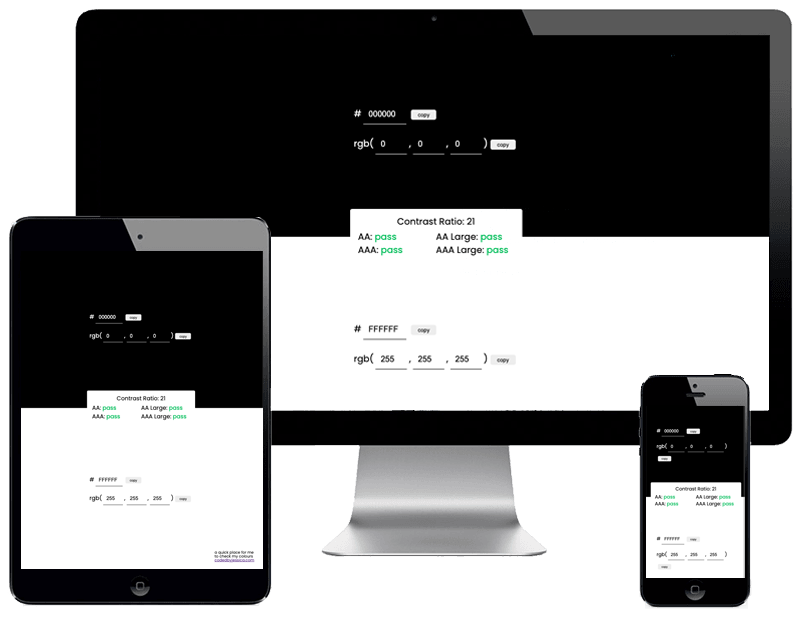 # 000000 copy
rgb( 0 , 0 , 0 ) copy
Contrast Ratio: 21
AA: pass AA Large: pass
AAA: pass AAA Large: pass
# FFFFFF copy
rgb( 255 , 255 , 255 ) copy
# 000000 copy
rgb( 0 , 0 , 0 ) copy
Contrast Ratio: 21
AA: pass AA Large: pass
AAA: pass AAA Large: pass
# FFFFFF copy
rgb( 255 , 255 , 255 ) copy
a quick place for me
to check my colours
# 000000 copy
rgb( 0 , 0 , 0 )
copy
Contrast Ratio: 21
AA: pass AA Large: pass
AAA: pass AAA Large: pass
# FFFFFF copy
rgb( 255 , 255 , 255 )
copy